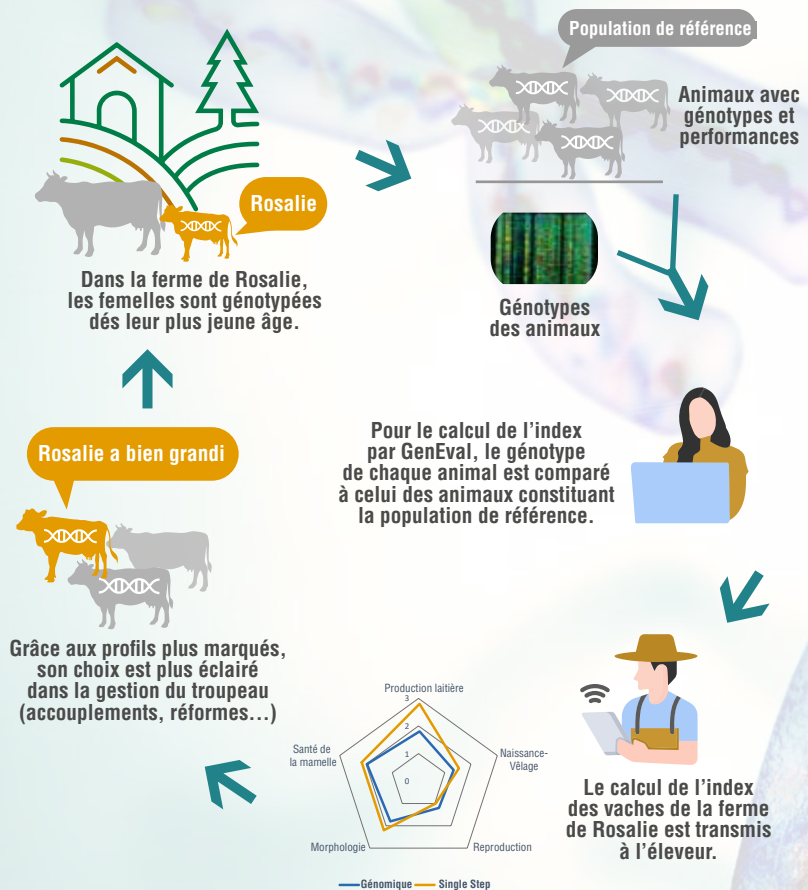 Population de référence
Animaux avec
génotypes et
performances
Rosalie
Dans la ferme de Rosalie,
les femelles sont génotypées
dés leur plus jeune âge.
Génotypes
des animaux
Pour le calcul de l’index
par GenEval, le génotype
de chaque animal est comparé
à celui des animaux constituant
la population de référence.
Le calcul de l’index
des vaches de la ferme
de Rosalie est transmis
à l’éleveur.
Production laitière
3
2
1
0
Naissance-
Vêlage
Reproduction
Morphologie
Santé de
la mamelle
Génomique
Single Step
Rosalie a bien grandi
Grâce aux profils plus marqués,
son choix est plus éclairé
dans la gestion du troupeau
(accouplements, réformes…)